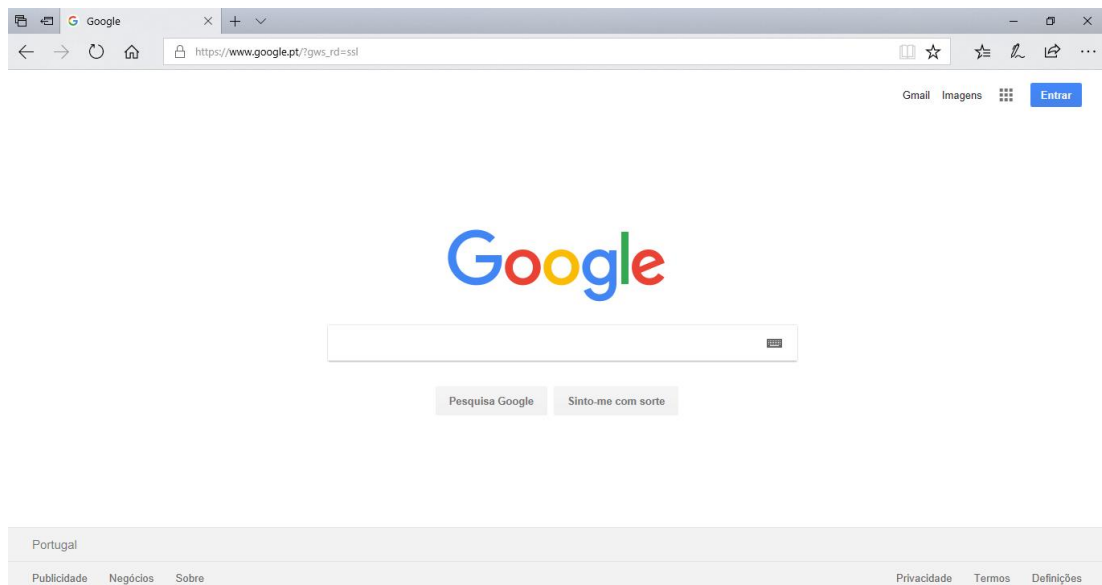 Google
https://www.google.pt/?gws_rd=ssl
Gmail Imagens Entrar
Google
Pesquisa Google Sinto-me com sorte
Portugal
Publicidade Negócios Sobre Privacidade Termos Definições